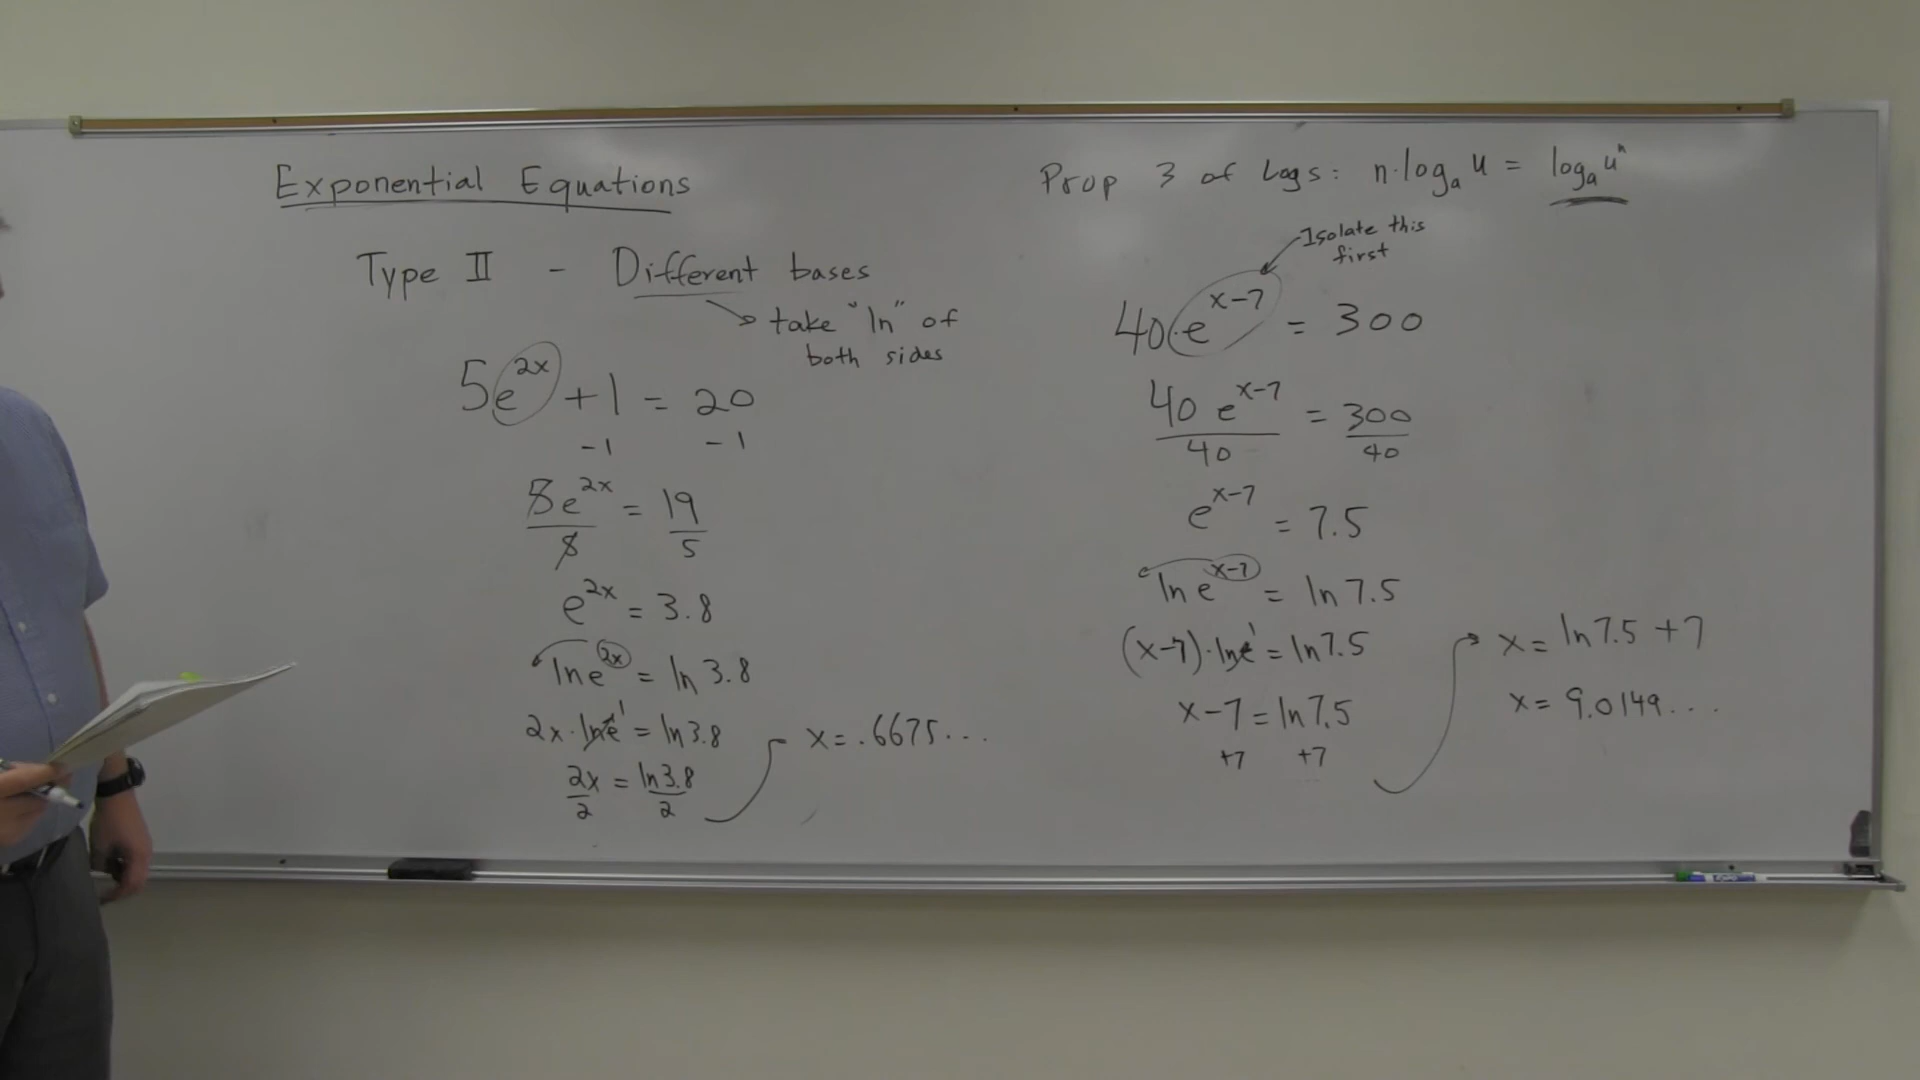 Exponential Equations
Type II - Different bases
take "ln" of
both sides
5e^{2x} + 1 = 20
-1 -1
5e^{2x} = 19
5 5
e^{2x} = 3.8
ln e^{2x} = ln 3.8
2x · ln e^1 = ln 3.8
2x = ln 3.8
2 2
x = .6675...
Prop 3 of Logs: n·log_a u = log_a u^n
Isolate this
first
40·e^{x-7} = 300
40 e^{x-7} = 300
40 40
e^{x-7} = 7.5
ln e^{x-7} = ln 7.5
(x-7)·ln e^1 = ln 7.5
x-7 = ln 7.5
+7 +7
x = ln 7.5 + 7
x = 9.0149...
EXPO